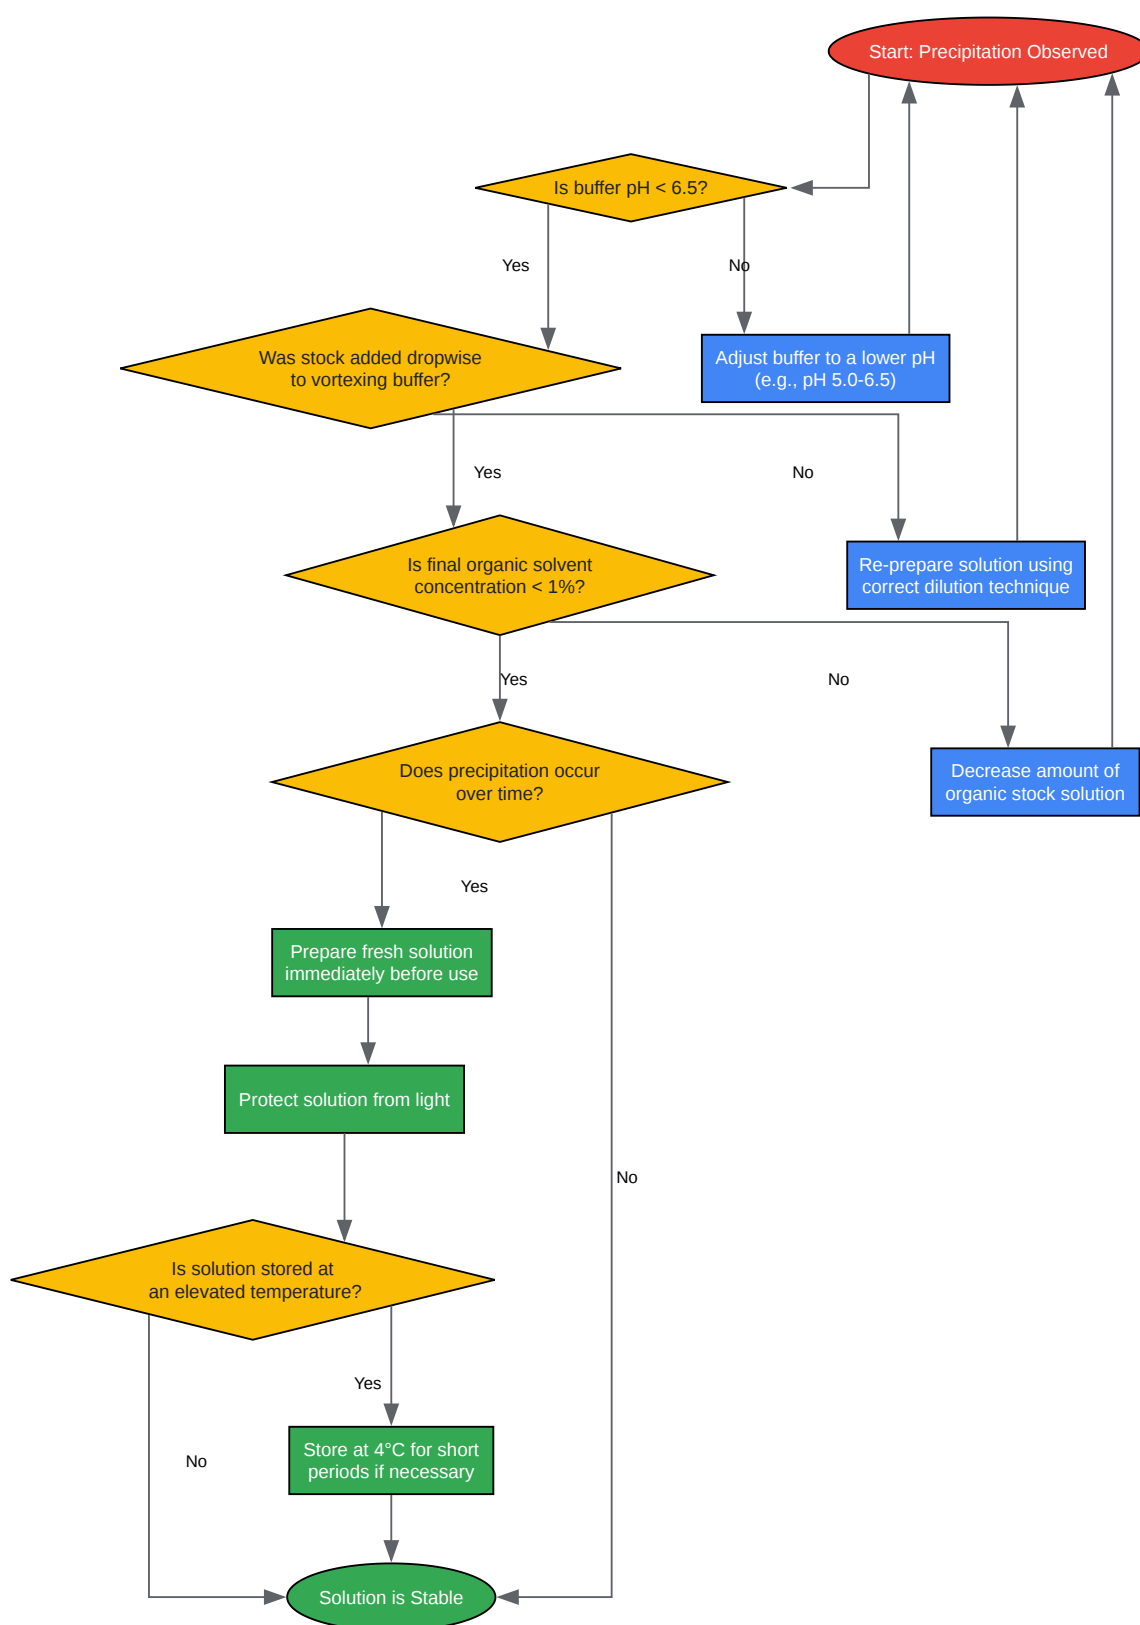 Start: Precipitation Observed
Is buffer pH < 6.5?
Yes
No
Was stock added dropwise
to vortexing buffer?
Adjust buffer to a lower pH
(e.g., pH 5.0-6.5)
Yes
No
Is final organic solvent
concentration < 1%?
Re-prepare solution using
correct dilution technique
Yes
No
Does precipitation occur
over time?
Decrease amount of
organic stock solution
Yes
Prepare fresh solution
immediately before use
Protect solution from light
No
Is solution stored at
an elevated temperature?
Yes
Store at 4°C for short
periods if necessary
No
Solution is Stable